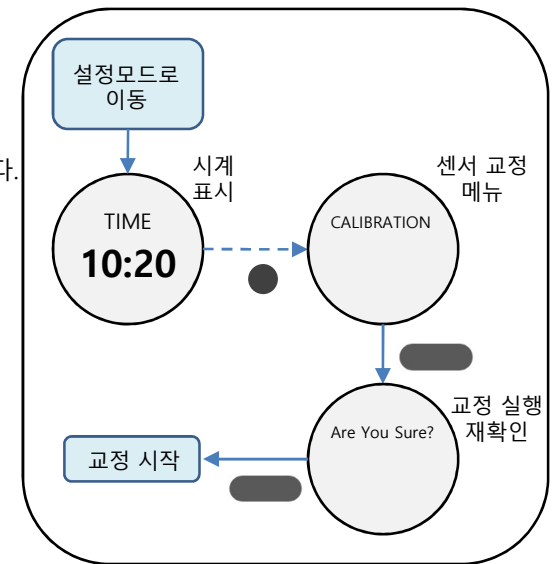 설정모드로
이동
다.
시계
표시
센서 교정
메뉴
TIME
10:20
CALIBRATION
교정 실행
재확인
Are You Sure?
교정 시작